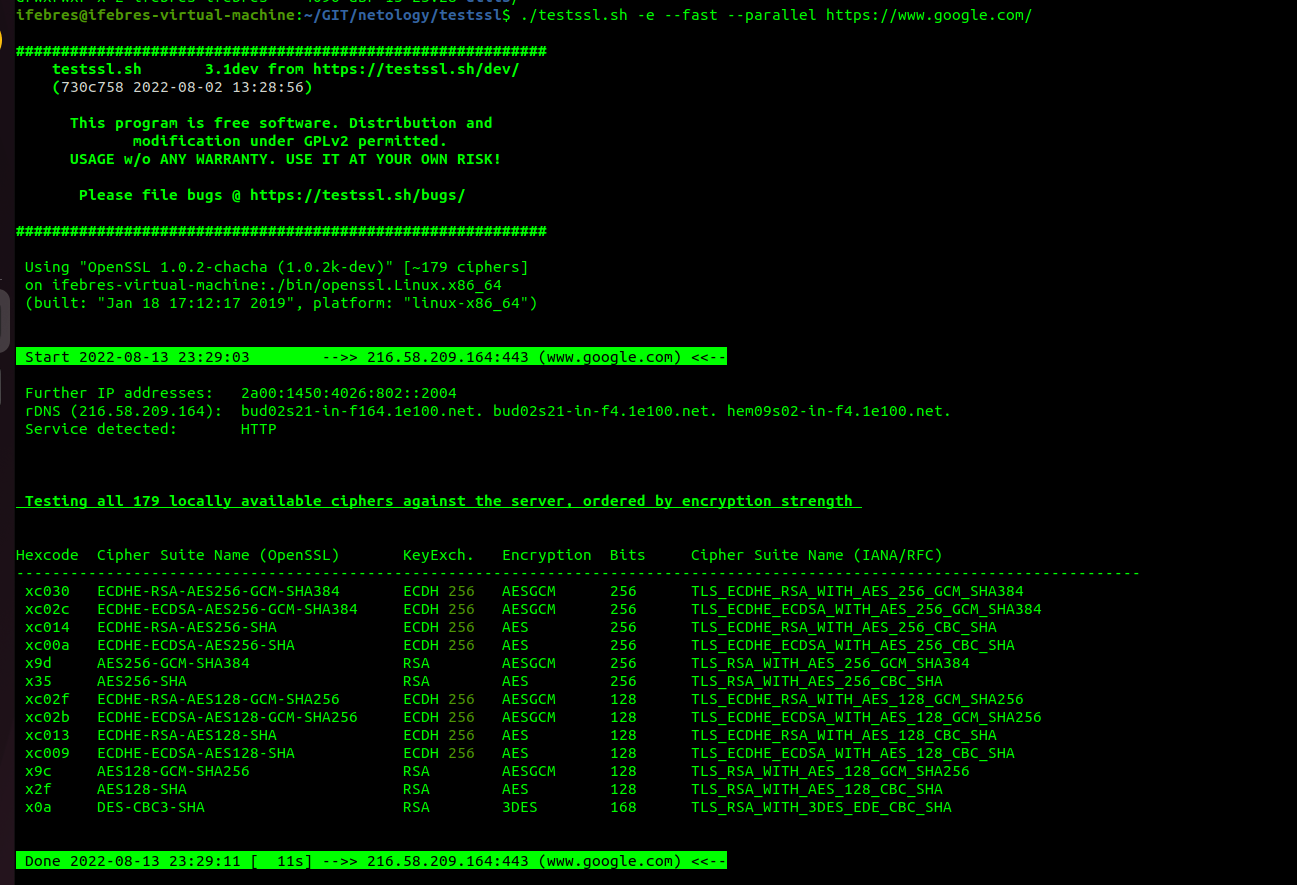 ifebres@ifebres-virtual-machine:~/GIT/netology/testssl$ ./testssl.sh -e --fast --parallel https://www.google.com/
###########################################################
testssl.sh       3.1dev from https://testssl.sh/dev/
(730c758 2022-08-02 13:28:56)
This program is free software. Distribution and
modification under GPLv2 permitted.
USAGE w/o ANY WARRANTY. USE IT AT YOUR OWN RISK!
Please file bugs @ https://testssl.sh/bugs/
###########################################################
Using "OpenSSL 1.0.2-chacha (1.0.2k-dev)" [~179 ciphers]
on ifebres-virtual-machine:./bin/openssl.Linux.x86_64
(built: "Jan 18 17:12:17 2019", platform: "linux-x86_64")
Start 2022-08-13 23:29:03        -->> 216.58.209.164:443 (www.google.com) <<--
Further IP addresses:   2a00:1450:4026:802::2004
rDNS (216.58.209.164):  bud02s21-in-f164.1e100.net. bud02s21-in-f4.1e100.net. hem09s02-in-f4.1e100.net.
Service detected:       HTTP
Testing all 179 locally available ciphers against the server, ordered by encryption strength
Hexcode  Cipher Suite Name (OpenSSL)       KeyExch.   Encryption  Bits     Cipher Suite Name (IANA/RFC)
-----------------------------------------------------------------------------------------------------------------------------
xc030   ECDHE-RSA-AES256-GCM-SHA384       ECDH 256   AESGCM      256      TLS_ECDHE_RSA_WITH_AES_256_GCM_SHA384
xc02c   ECDHE-ECDSA-AES256-GCM-SHA384     ECDH 256   AESGCM      256      TLS_ECDHE_ECDSA_WITH_AES_256_GCM_SHA384
xc014   ECDHE-RSA-AES256-SHA              ECDH 256   AES         256      TLS_ECDHE_RSA_WITH_AES_256_CBC_SHA
xc00a   ECDHE-ECDSA-AES256-SHA            ECDH 256   AES         256      TLS_ECDHE_ECDSA_WITH_AES_256_CBC_SHA
x9d     AES256-GCM-SHA384                 RSA        AESGCM      256      TLS_RSA_WITH_AES_256_GCM_SHA384
x35     AES256-SHA                        RSA        AES         256      TLS_RSA_WITH_AES_256_CBC_SHA
xc02f   ECDHE-RSA-AES128-GCM-SHA256       ECDH 256   AESGCM      128      TLS_ECDHE_RSA_WITH_AES_128_GCM_SHA256
xc02b   ECDHE-ECDSA-AES128-GCM-SHA256     ECDH 256   AESGCM      128      TLS_ECDHE_ECDSA_WITH_AES_128_GCM_SHA256
xc013   ECDHE-RSA-AES128-SHA              ECDH 256   AES         128      TLS_ECDHE_RSA_WITH_AES_128_CBC_SHA
xc009   ECDHE-ECDSA-AES128-SHA            ECDH 256   AES         128      TLS_ECDHE_ECDSA_WITH_AES_128_CBC_SHA
x9c     AES128-GCM-SHA256                 RSA        AESGCM      128      TLS_RSA_WITH_AES_128_GCM_SHA256
x2f     AES128-SHA                        RSA        AES         128      TLS_RSA_WITH_AES_128_CBC_SHA
x0a     DES-CBC3-SHA                      RSA        3DES        168      TLS_RSA_WITH_3DES_EDE_CBC_SHA
Done 2022-08-13 23:29:11 [  11s] -->> 216.58.209.164:443 (www.google.com) <<--